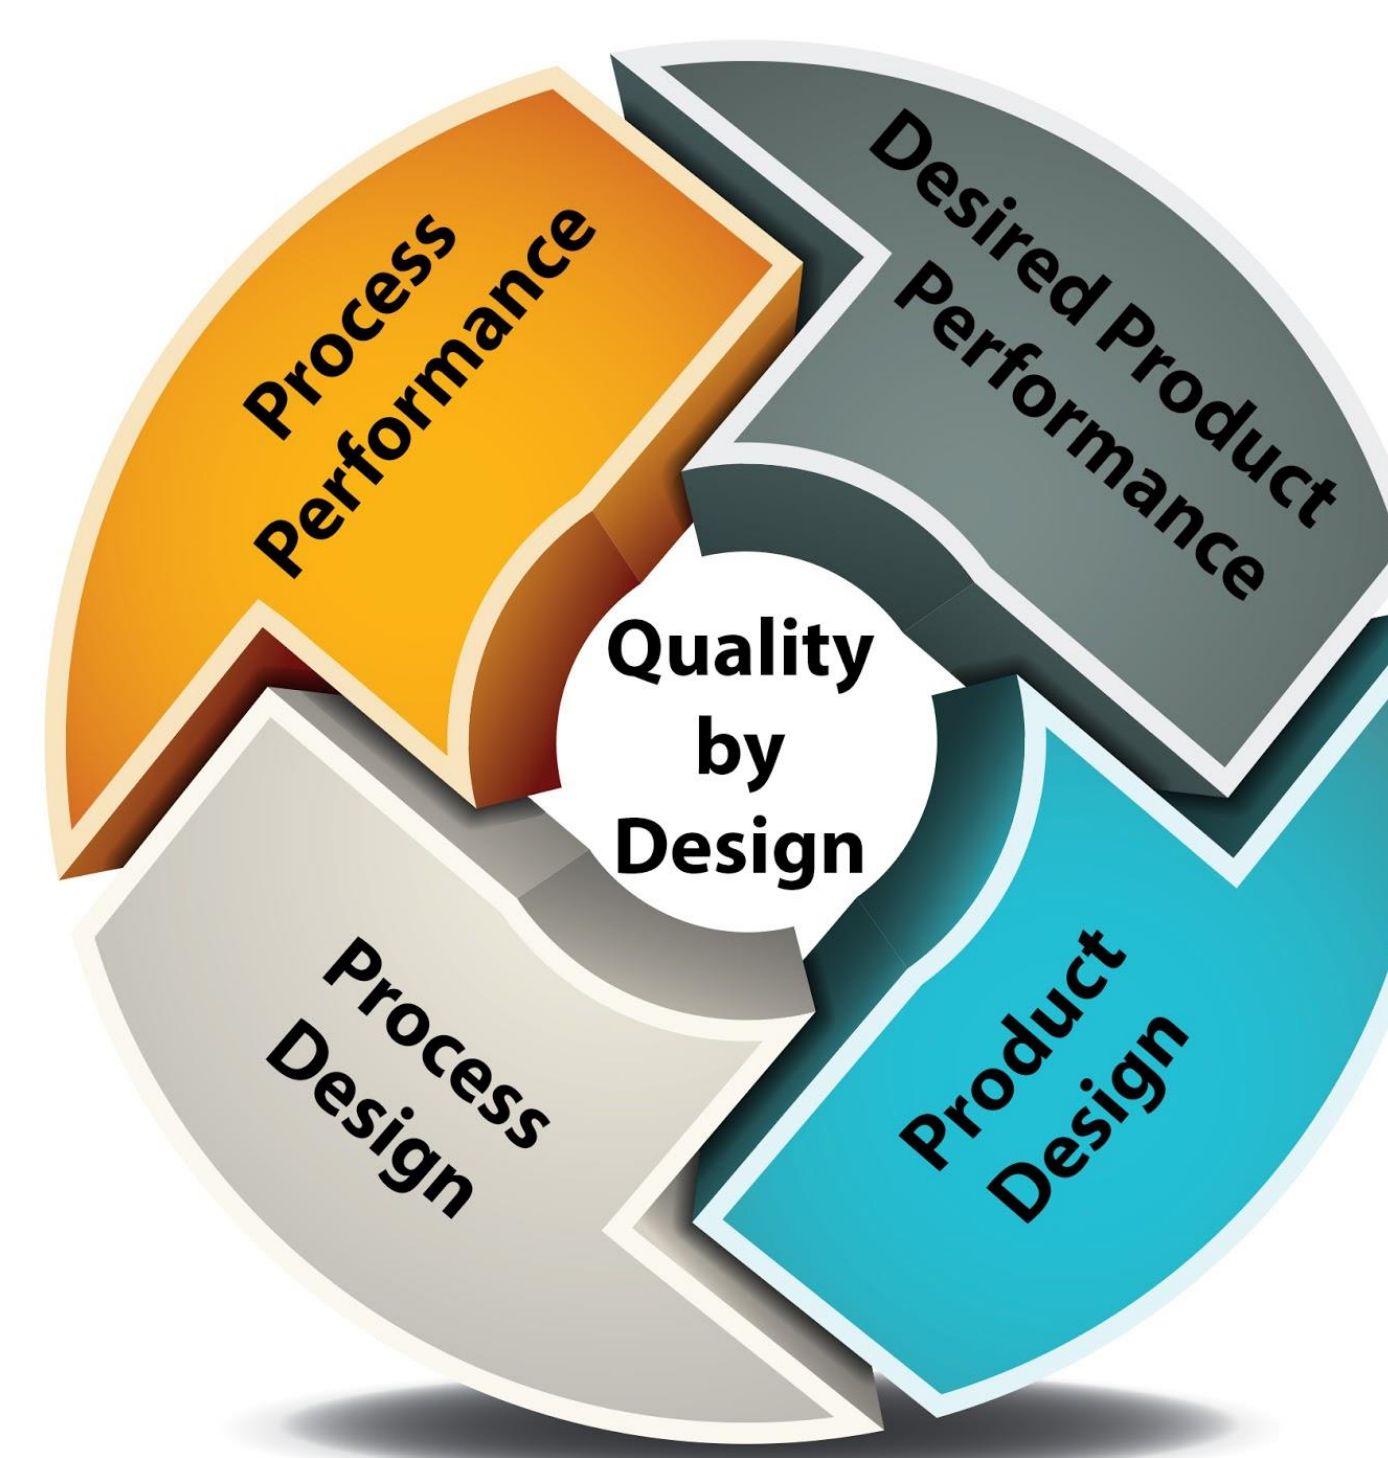 Process
Performance
Desired Product
Performance
Quality
by
Design
Process
Design
Product
Design